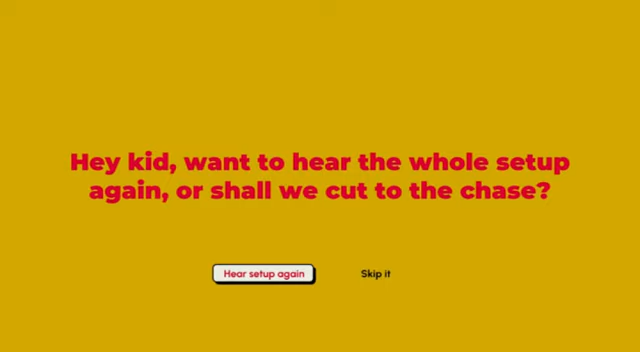 Hey kid, want to hear the whole setup
again, or shall we cut to the chase?
Hear setup again
Skip it